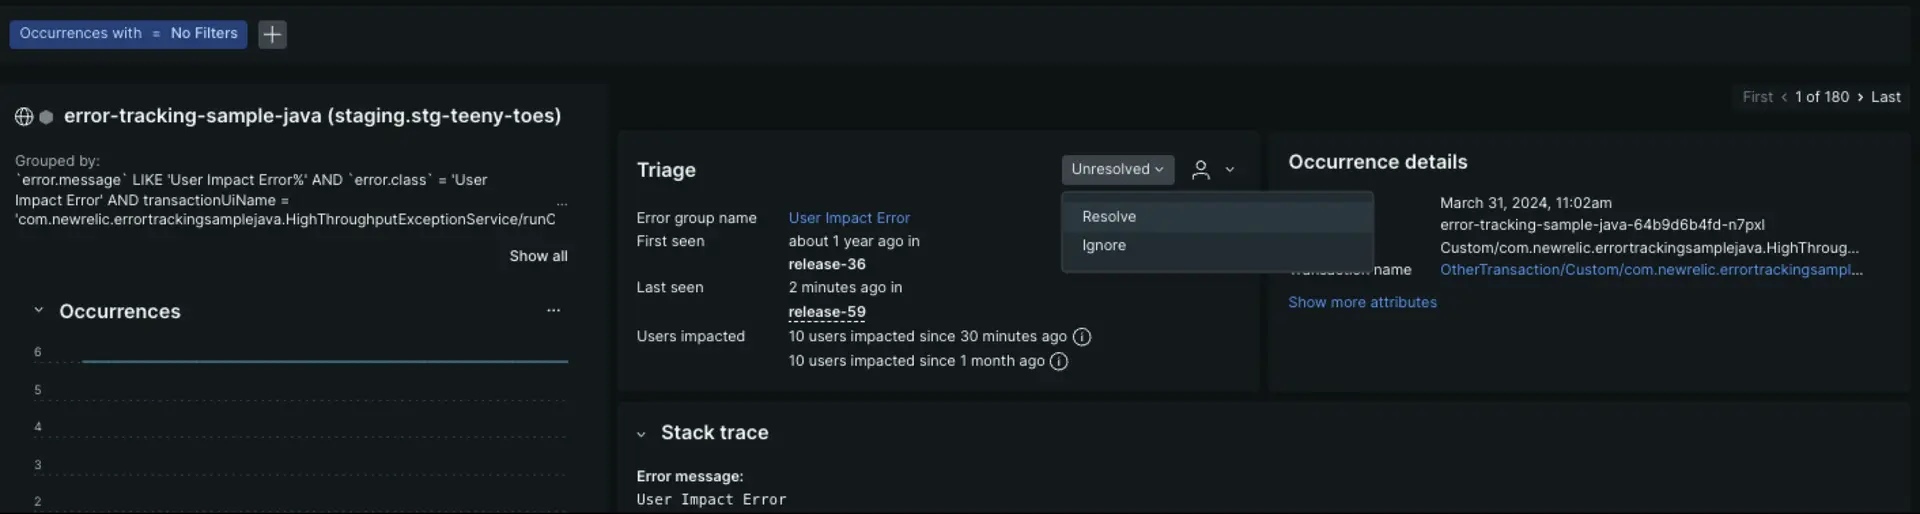 Occurrences with = No Filters +
First < 1 of 180 > Last
error-tracking-sample-java (staging.stg-teeny-toes)
Grouped by:
`error.message` LIKE 'User Impact Error%' AND `error.class` = 'User
Impact Error' AND transactionUiName =
...
'com.newrelic.errortrackingsamplejava.HighThroughputExceptionService/runC
Show all
Occurrences ...
6
5
4
3
2
Triage
Unresolved
Resolve
Ignore
Error group name User Impact Error
First seen about 1 year ago in
release-36
Last seen 2 minutes ago in
release-59
Users impacted 10 users impacted since 30 minutes ago
10 users impacted since 1 month ago
Occurrence details
March 31, 2024, 11:02am
error-tracking-sample-java-64b9d6b4fd-n7pxl
Custom/com.newrelic.errortrackingsamplejava.HighThroug...
name OtherTransaction/Custom/com.newrelic.errortrackingsampl...
Show more attributes
Stack trace
Error message:
User Impact Error